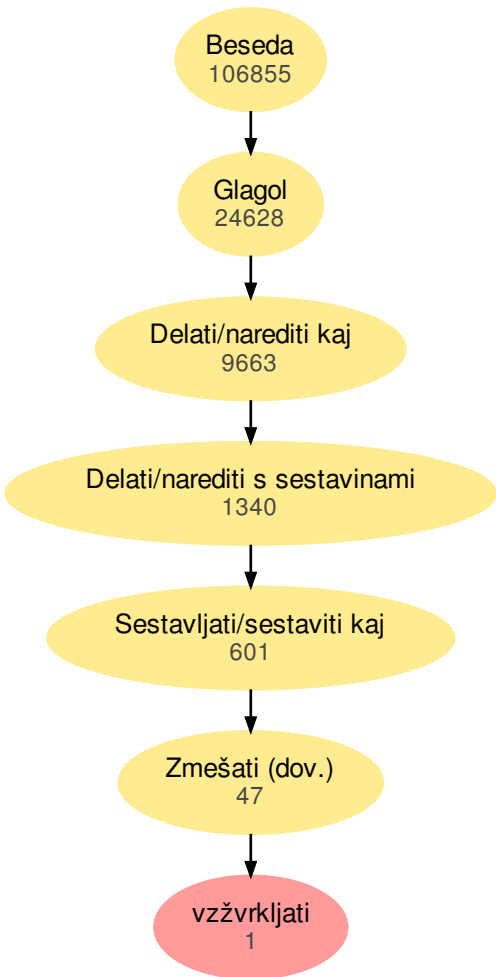 Beseda
106855
Glagol
24628
Delati/narediti kaj
9663
Delati/narediti s sestavinami
1340
Sestavljati/sestaviti kaj
601
Zmešati (dov.)
47
vzžvrkljati
1